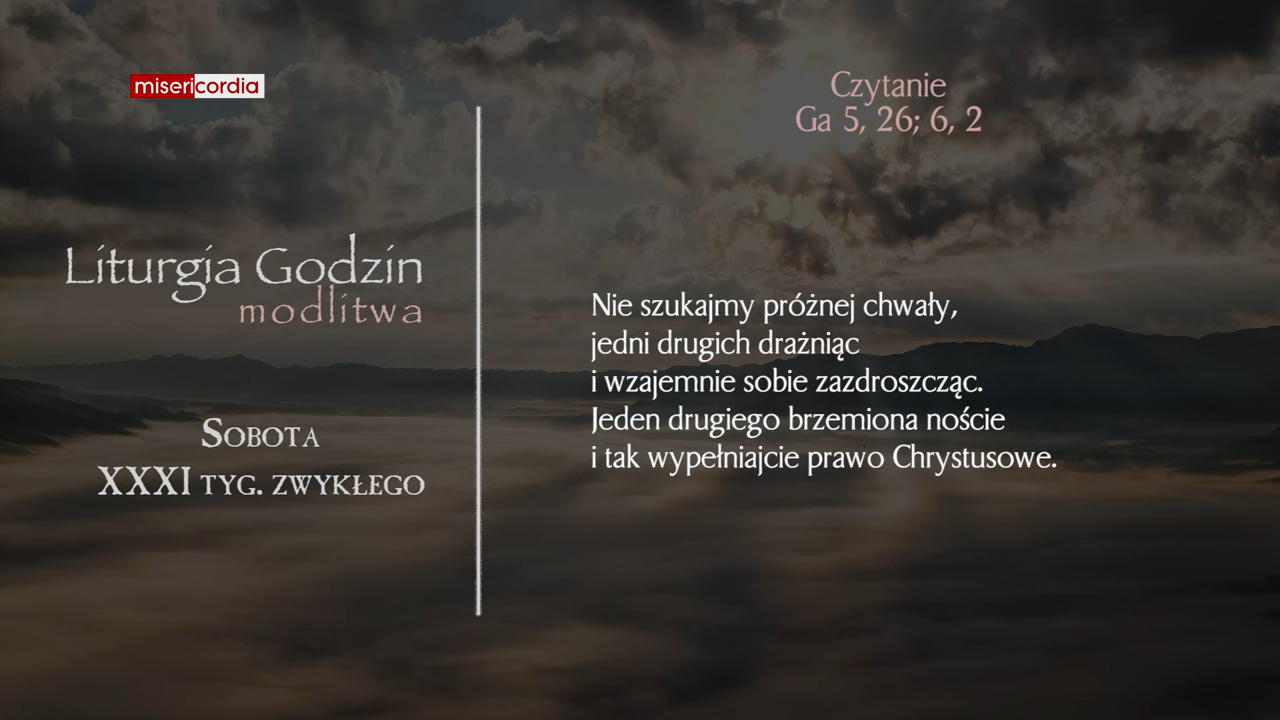 misericordia
Liturgia Godzin
modlitwa
Sobota
XXXI tyg. zwykłego
Czytanie
Ga 5, 26; 6, 2
Nie szukajmy próżnej chwały,
jedni drugich drażniąc
i wzajemnie sobie zazdroszcząc.
Jeden drugiego brzemiona noście
i tak wypełniajcie prawo Chrystusowe.